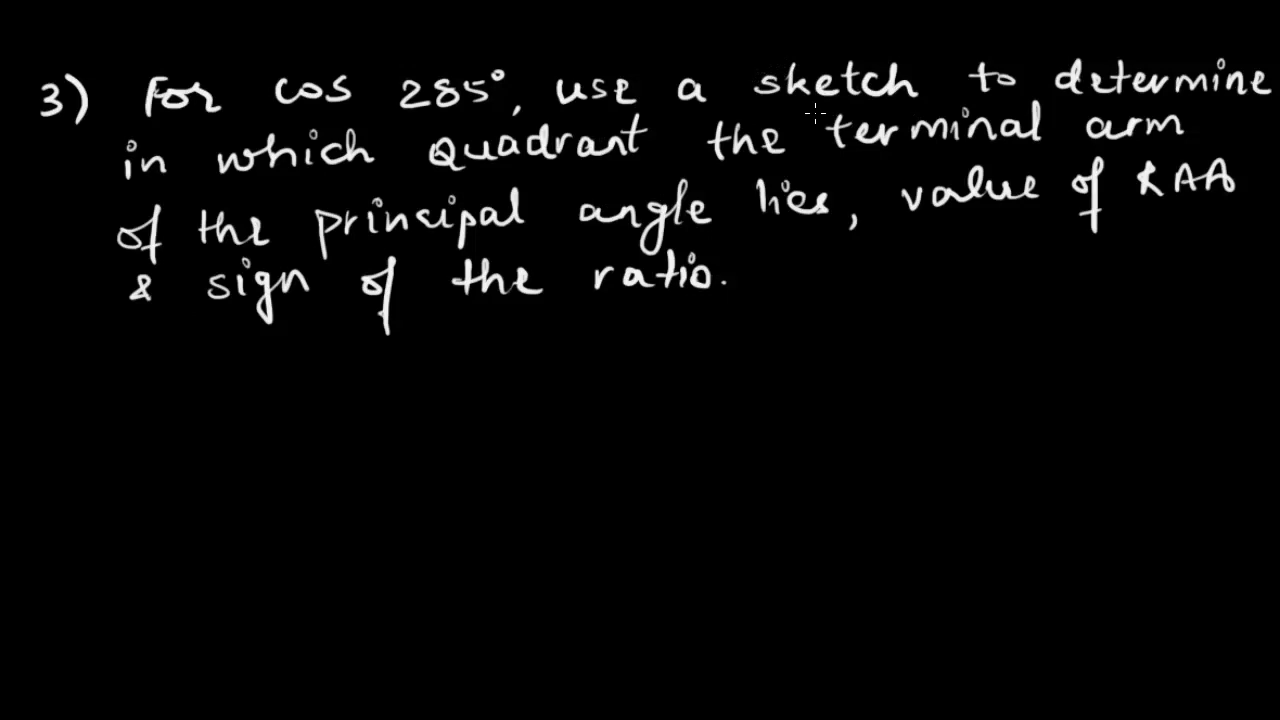 3) For cos 285°, use a sketch to determine
in which quadrant the terminal arm
of the principal angle lies, value of RAA
& sign of the ratio.